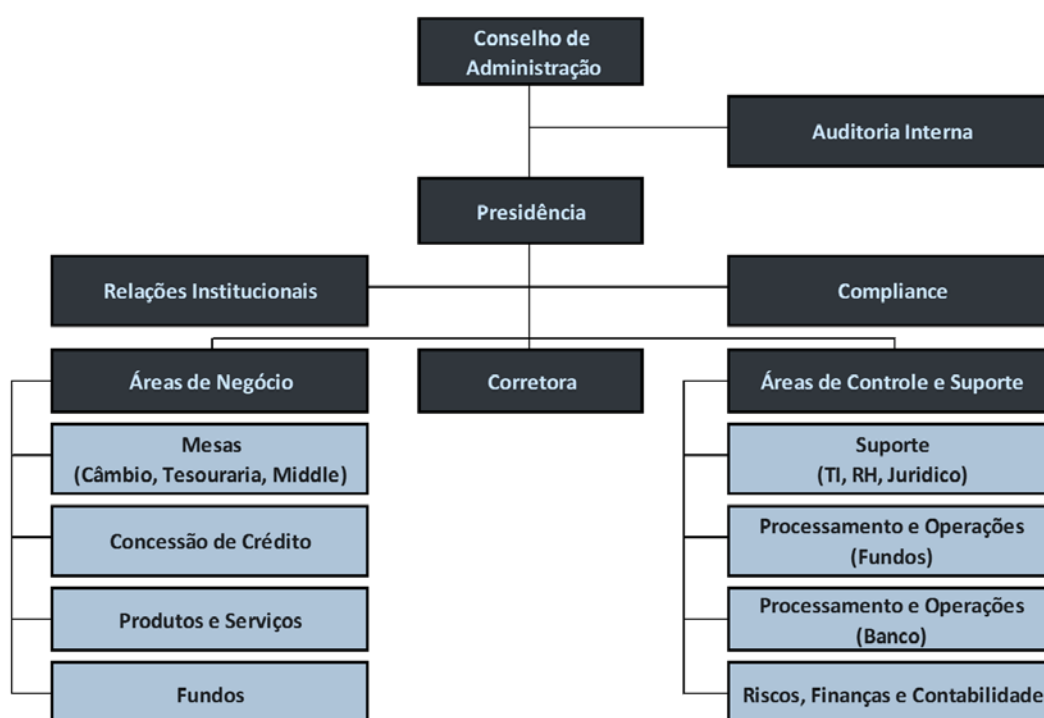 Conselho de
Administração
Auditoria Interna
Presidência
Relações Institucionais
Compliance
Áreas de Negócio
Corretora
Áreas de Controle e Suporte
Mesas
(Câmbio, Tesouraria, Middle)
Suporte
(TI, RH, Juridico)
Concessão de Crédito
Processamento e Operações
(Fundos)
Produtos e Serviços
Processamento e Operações
(Banco)
Fundos
Riscos, Finanças e Contabilidade